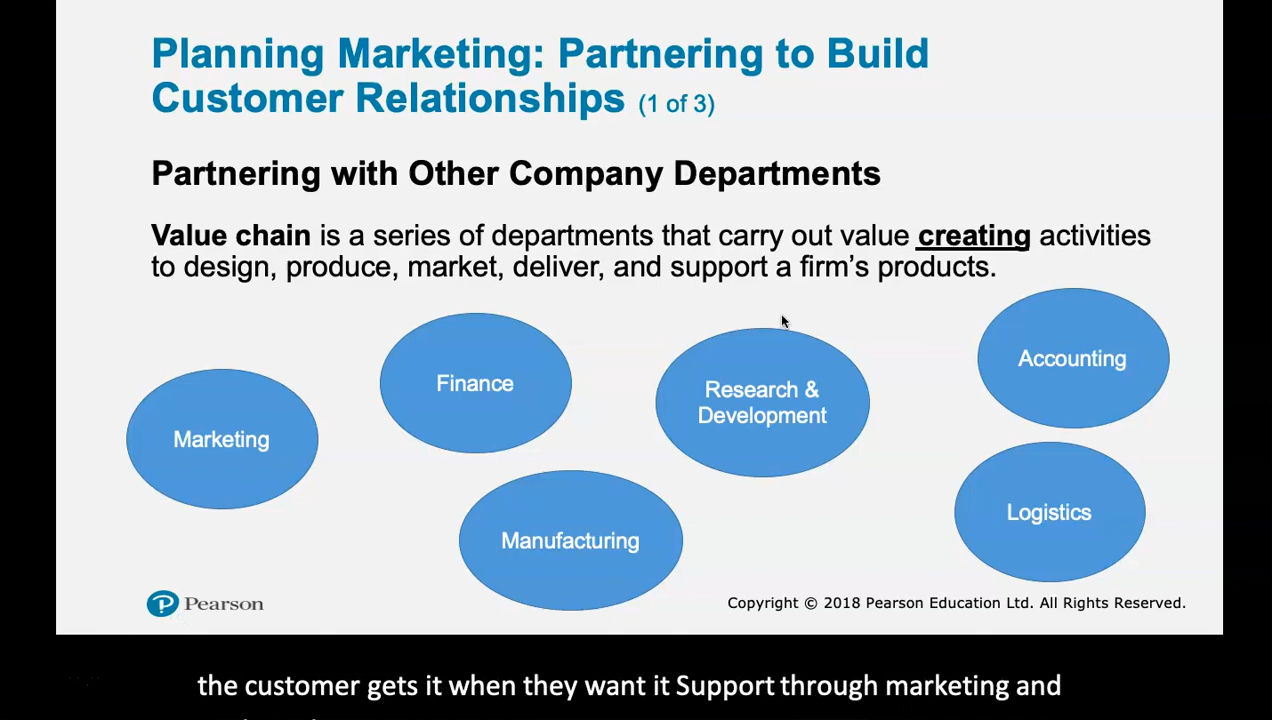 Planning Marketing: Partnering to Build
Customer Relationships (1 of 3)
Partnering with Other Company Departments
Value chain is a series of departments that carry out value creating activities
to design, produce, market, deliver, and support a firm's products.
Marketing
Finance
Research &
Development
Accounting
Manufacturing
Logistics
Pearson
Copyright © 2018 Pearson Education Ltd. All Rights Reserved.
the customer gets it when they want it Support through marketing and